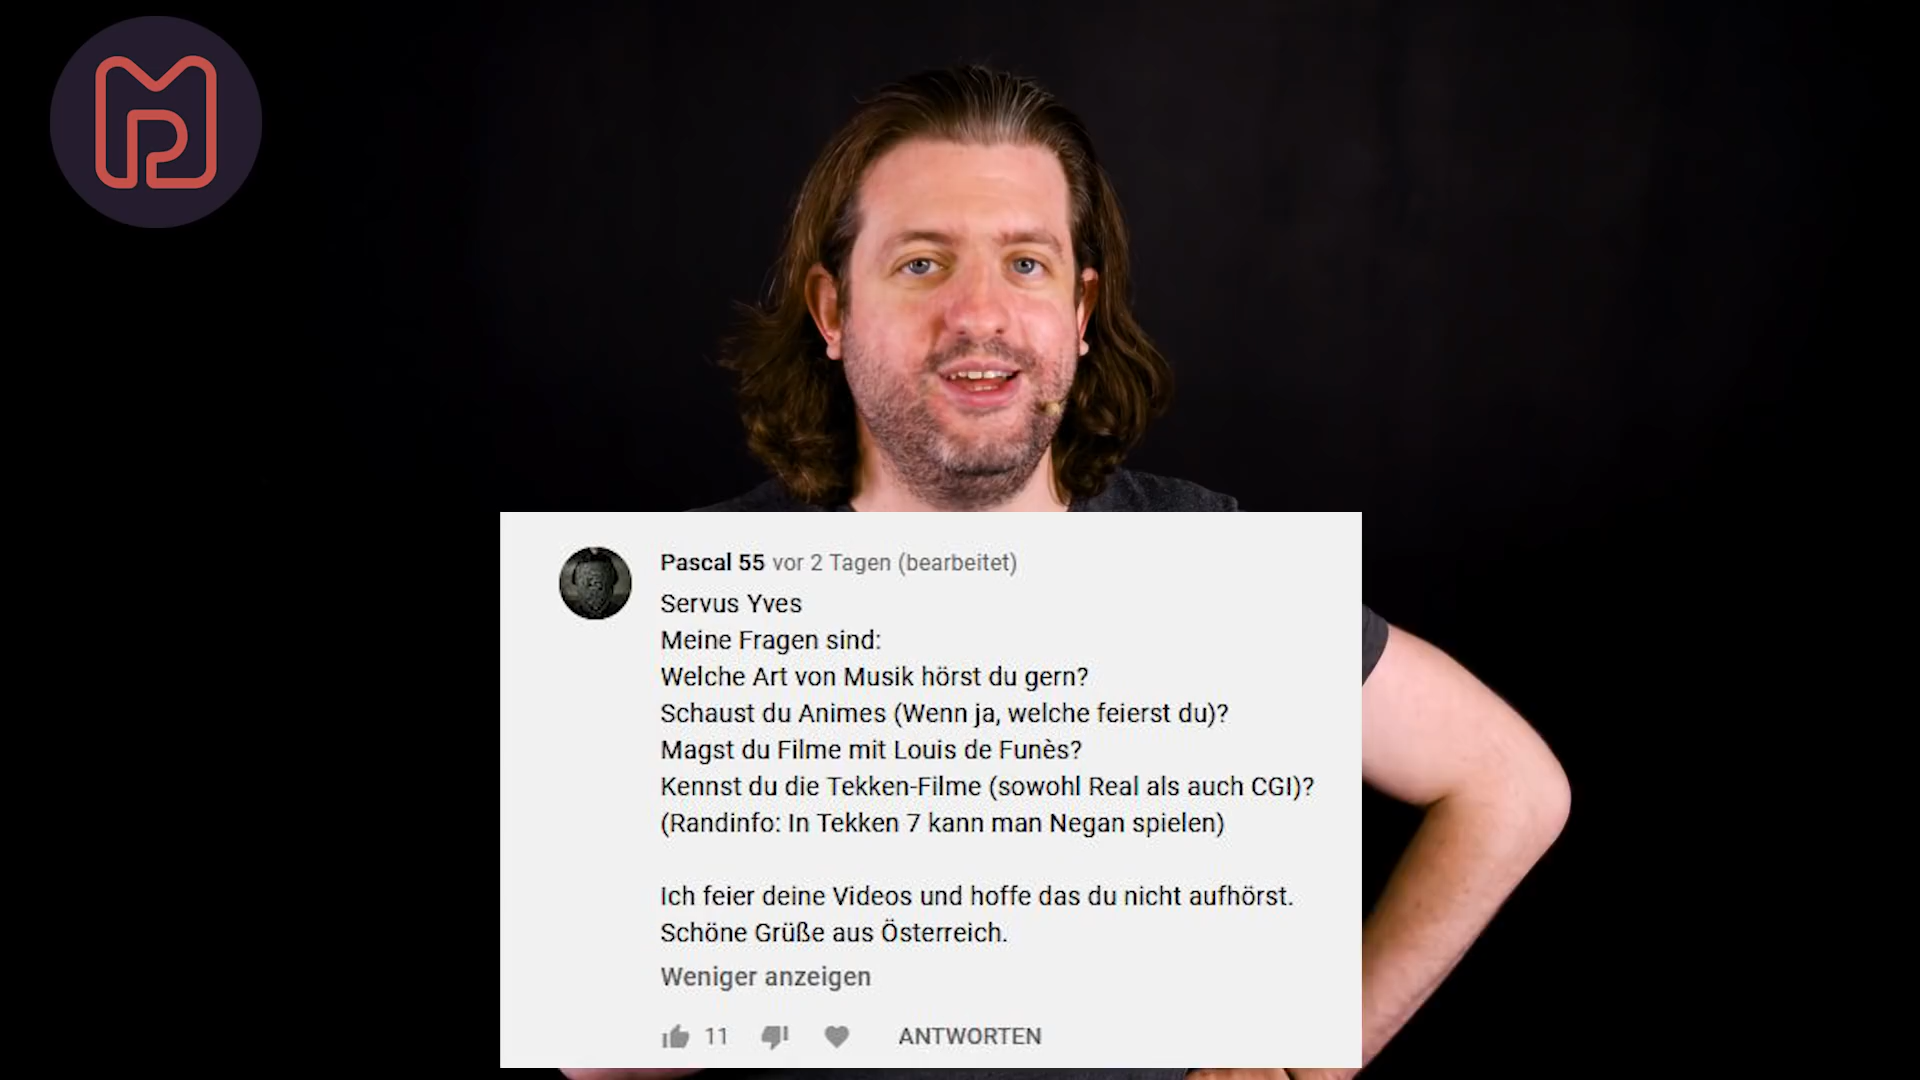 MP
Pascal 55 vor 2 Tagen (bearbeitet)
Servus Yves
Meine Fragen sind:
Welche Art von Musik hörst du gern?
Schaust du Animes (Wenn ja, welche feierst du)?
Magst du Filme mit Louis de Funès?
Kennst du die Tekken-Filme (sowohl Real als auch CGI)?
(Randinfo: In Tekken 7 kann man Negan spielen)
Ich feier deine Videos und hoffe das du nicht aufhörst.
Schöne Grüße aus Österreich.
Weniger anzeigen
11 ANTWORTEN